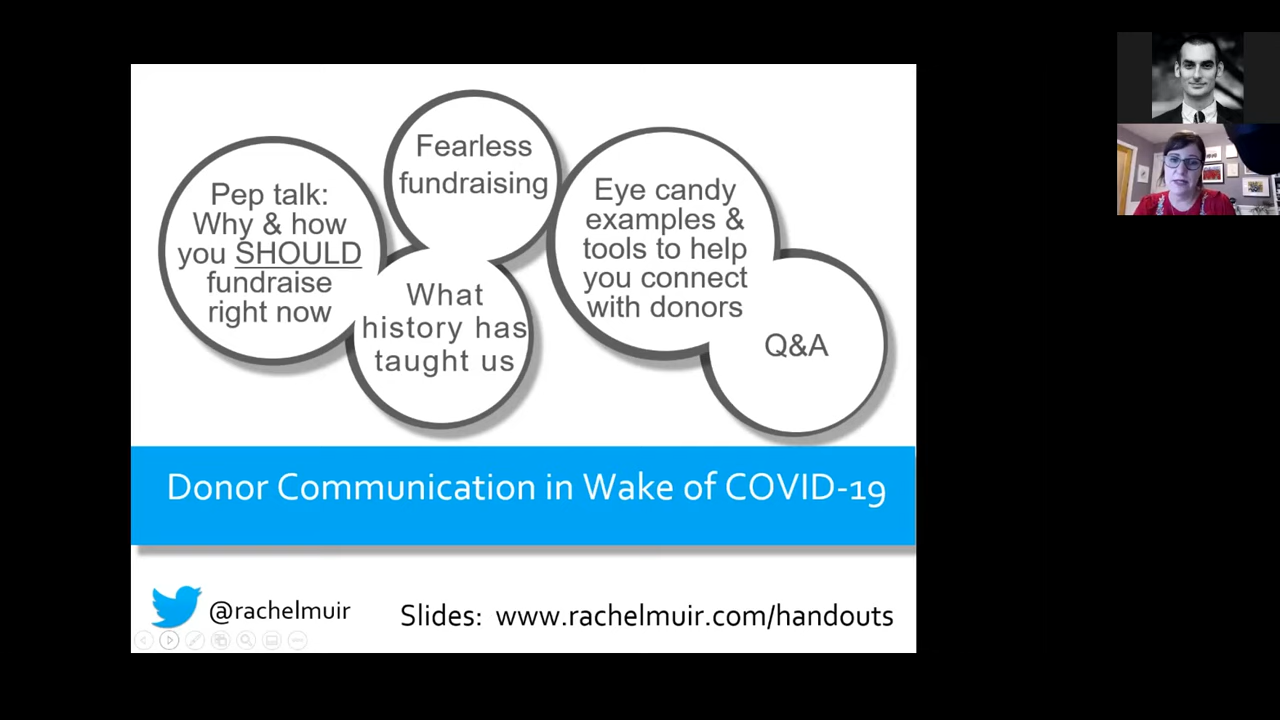 Pep talk:
Why & how
you SHOULD
fundraise
right now
Fearless
fundraising
What
history has
taught us
Eye candy
examples &
tools to help
you connect
with donors
Q&A
Donor Communication in Wake of COVID-19
@rachelmuir
Slides: www.rachelmuir.com/handouts